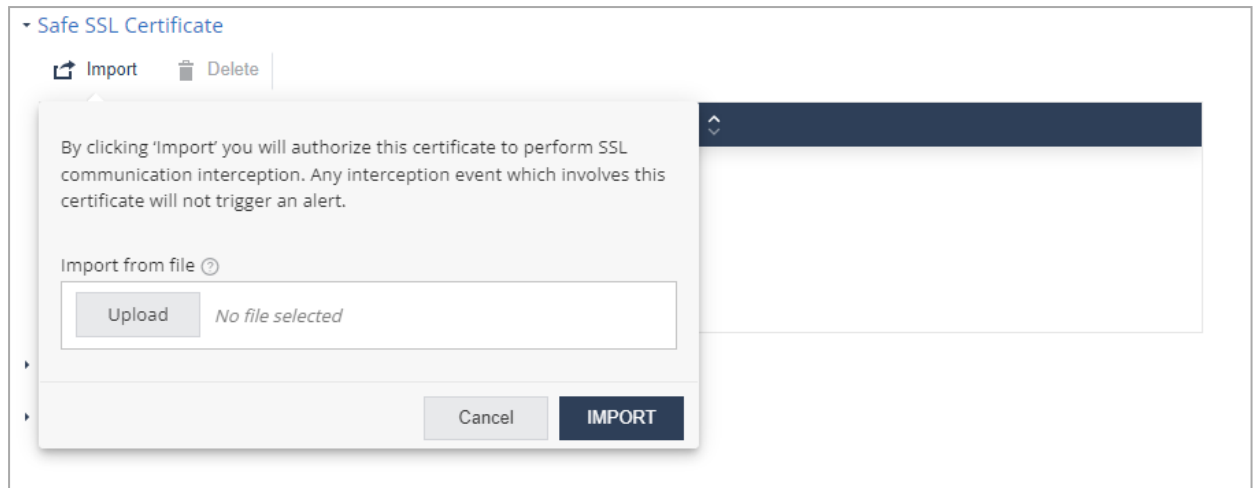 Safe SSL Certificate
Import Delete
By clicking ‘Import’ you will authorize this certificate to perform SSL
communication interception. Any interception event which involves this
certificate will not trigger an alert.
Import from file ?
Upload No file selected
Cancel IMPORT